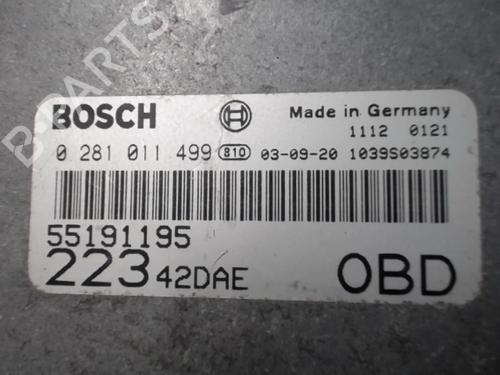 B-PARTS
BOSCH Made in Germany
1112 0121
0 281 011 499 810 03-09-20 1039S03874
55191195
223 42DAE OBD